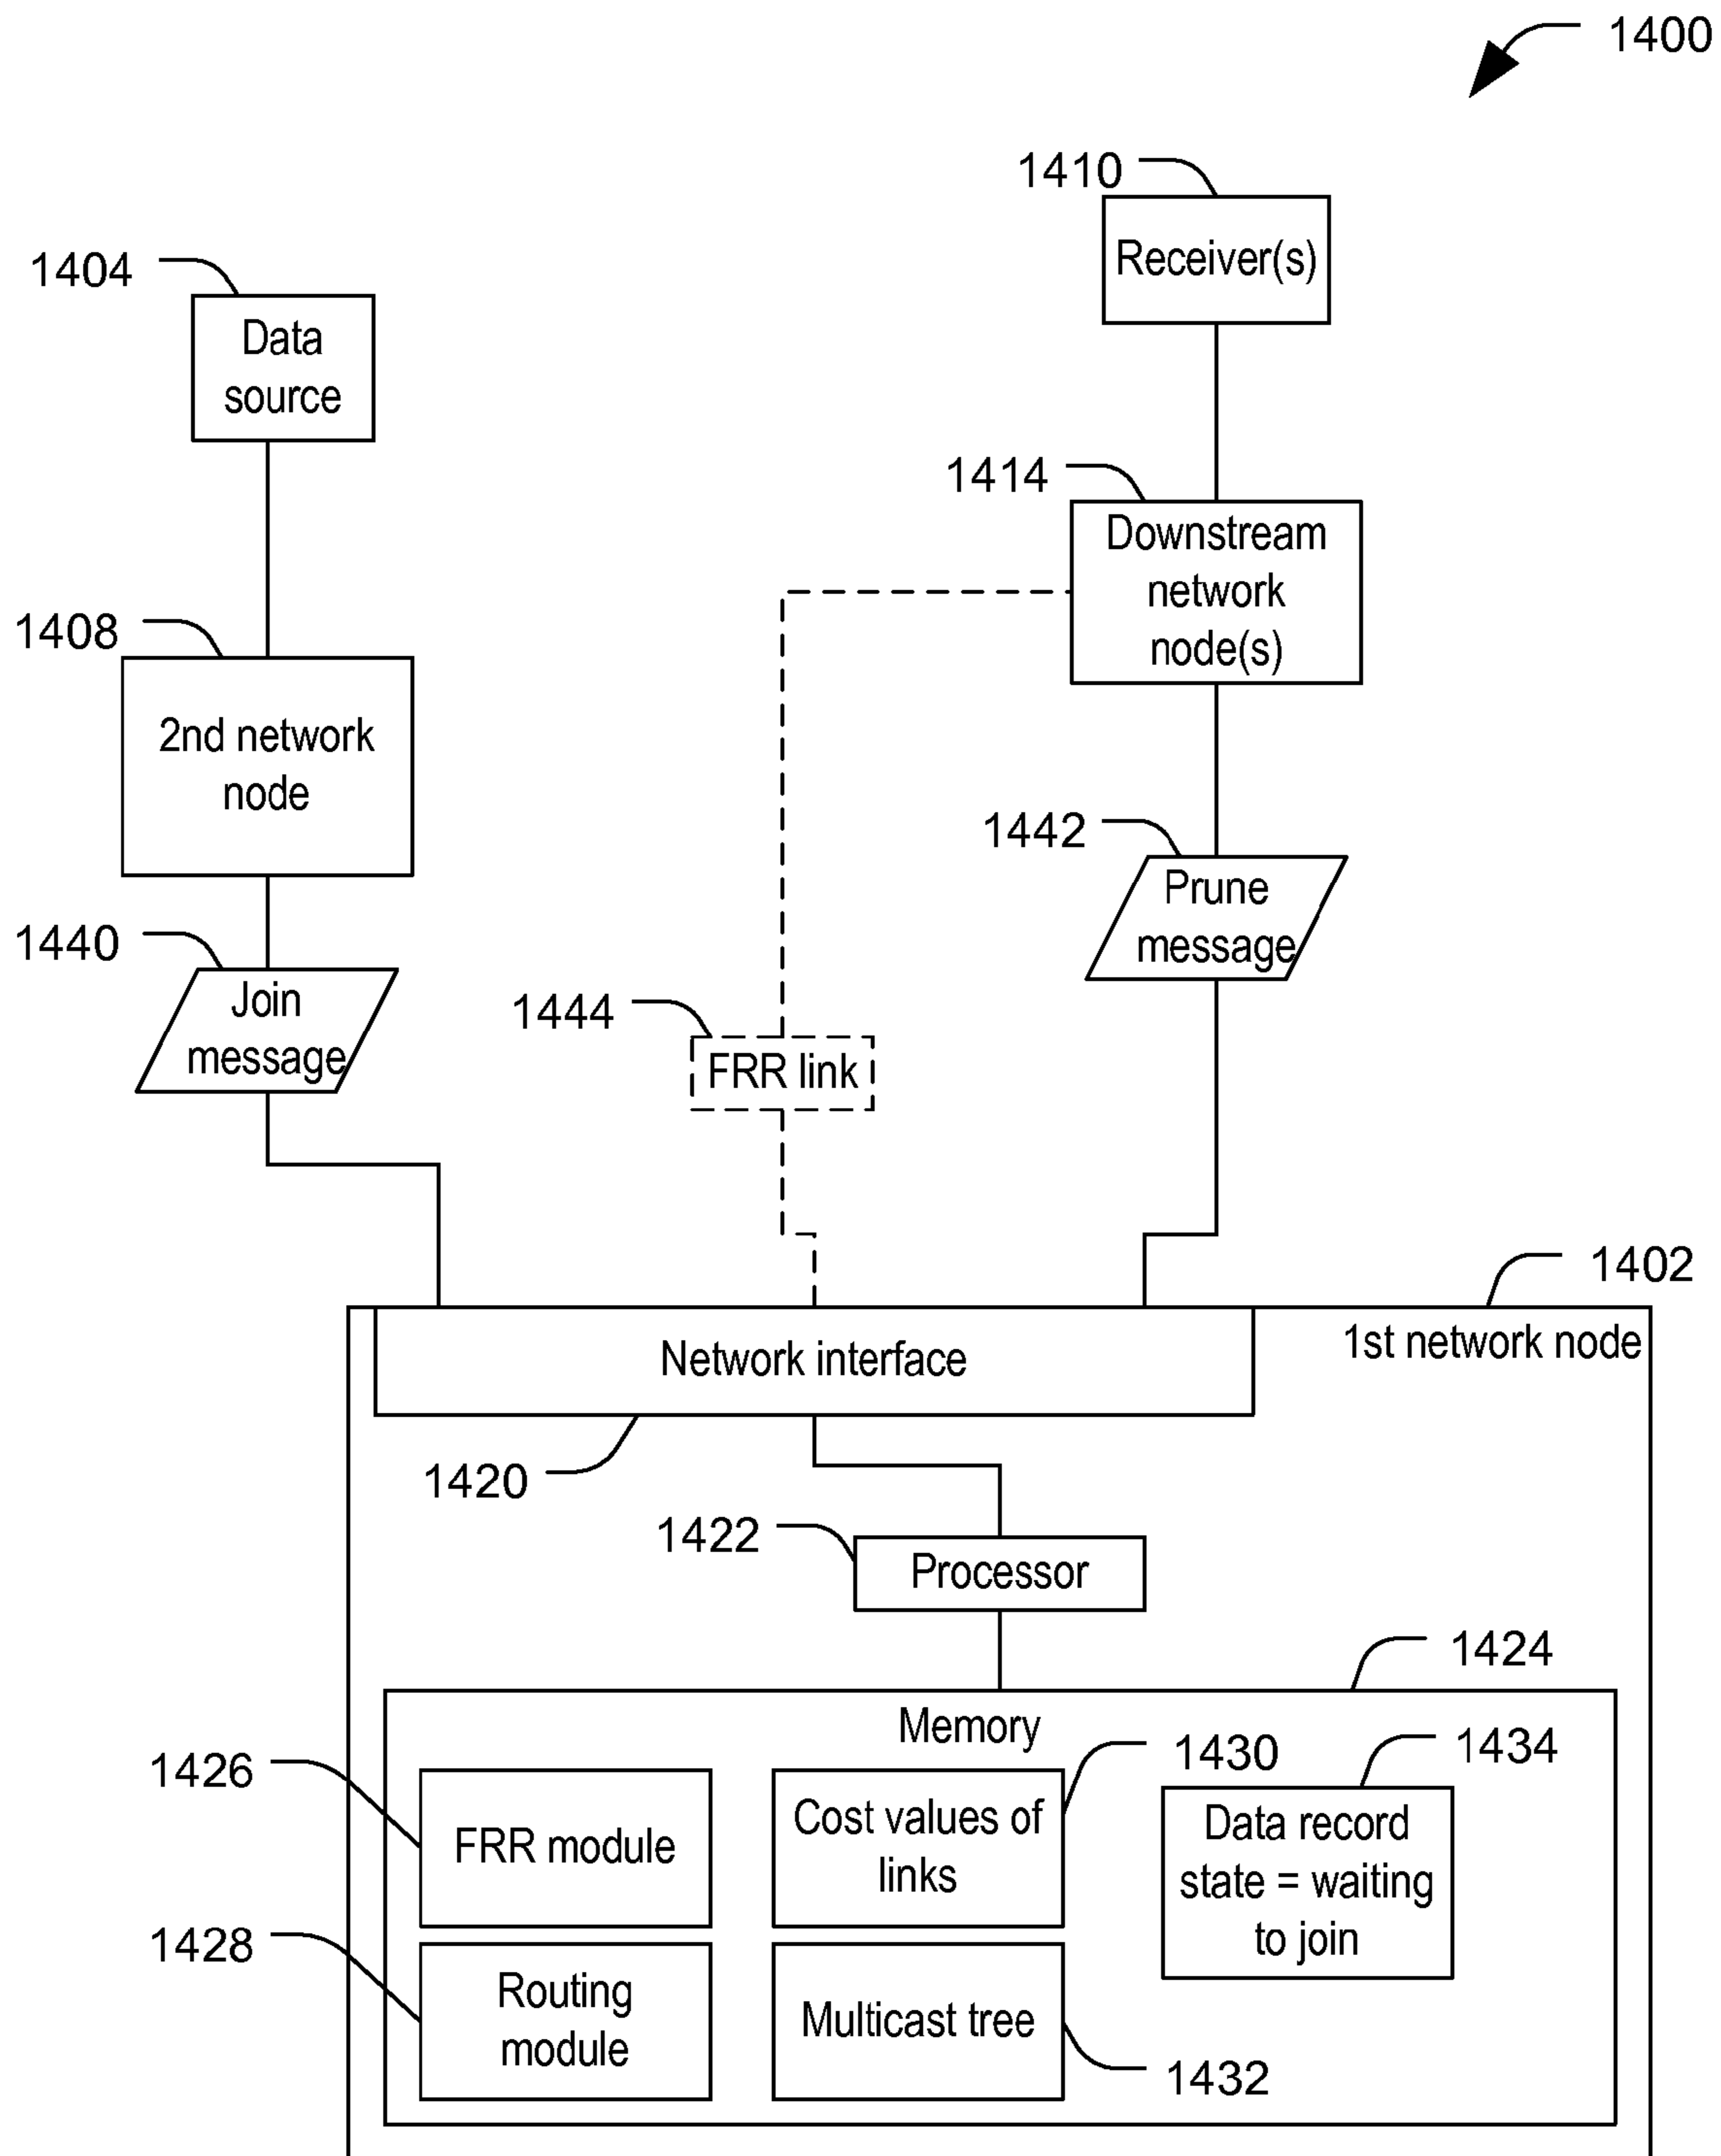 1400
1410
Receiver(s)
1404
Data
source
1414
Downstream
network
node(s)
1408
2nd network
node
1442
Prune
message
1440
Join
message
1444
FRR link
1402
1st network node
Network interface
1420
1422
Processor
1424
Memory
1426
FRR module
1430
Cost values of
links
1434
Data record
state = waiting
to join
1428
Routing
module
Multicast tree
1432